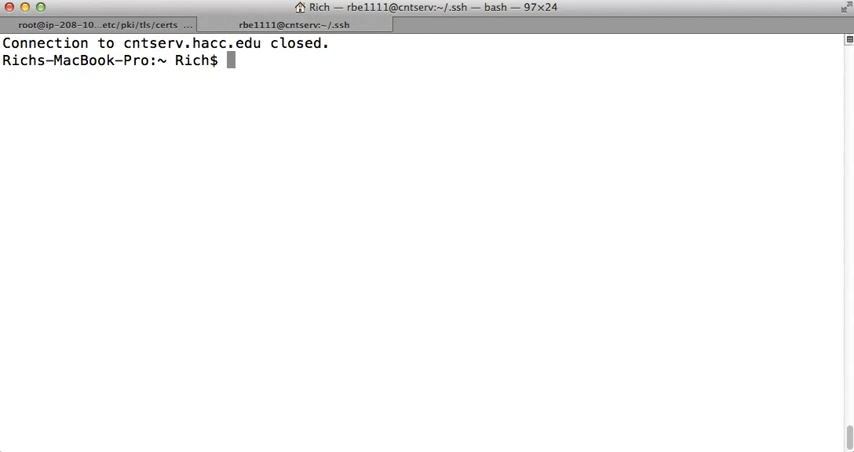 Rich — rbe1111@cntserv:~/.ssh — bash — 97×24
root@ip-208-10...etc/pki/tls/certs ...
rbe1111@cntserv:~/.ssh
Connection to cntserv.hacc.edu closed.
Richs-MacBook-Pro:~ Rich$